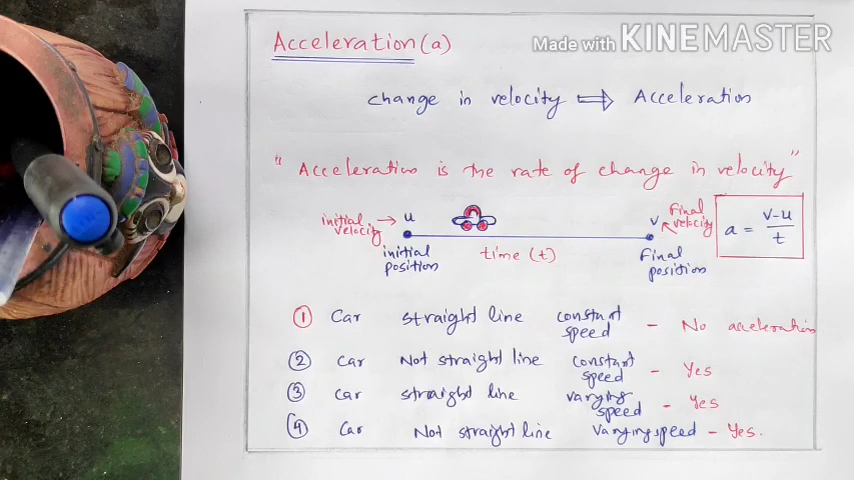 Acceleration (a)
Made with KINEMASTER
change in velocity ⟹ Acceleration
"Acceleration is the rate of change in velocity"
initial velocity → u
v ← Final velocity
a = v-u / t
initial position
time (t)
Final position
① Car straight line constant speed - No acceleration
② Car Not straight line constant speed - Yes
③ Car straight line varying speed - Yes
④ Car Not straight line varying speed - Yes.